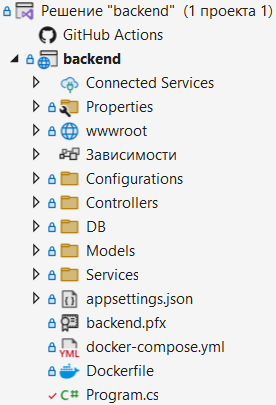 Решение "backend" (1 проекта 1)
GitHub Actions
backend
Connected Services
Properties
wwwroot
Зависимости
Configurations
Controllers
DB
Models
Services
appsettings.json
backend.pfx
YML docker-compose.yml
Dockerfile
C# Program.cs